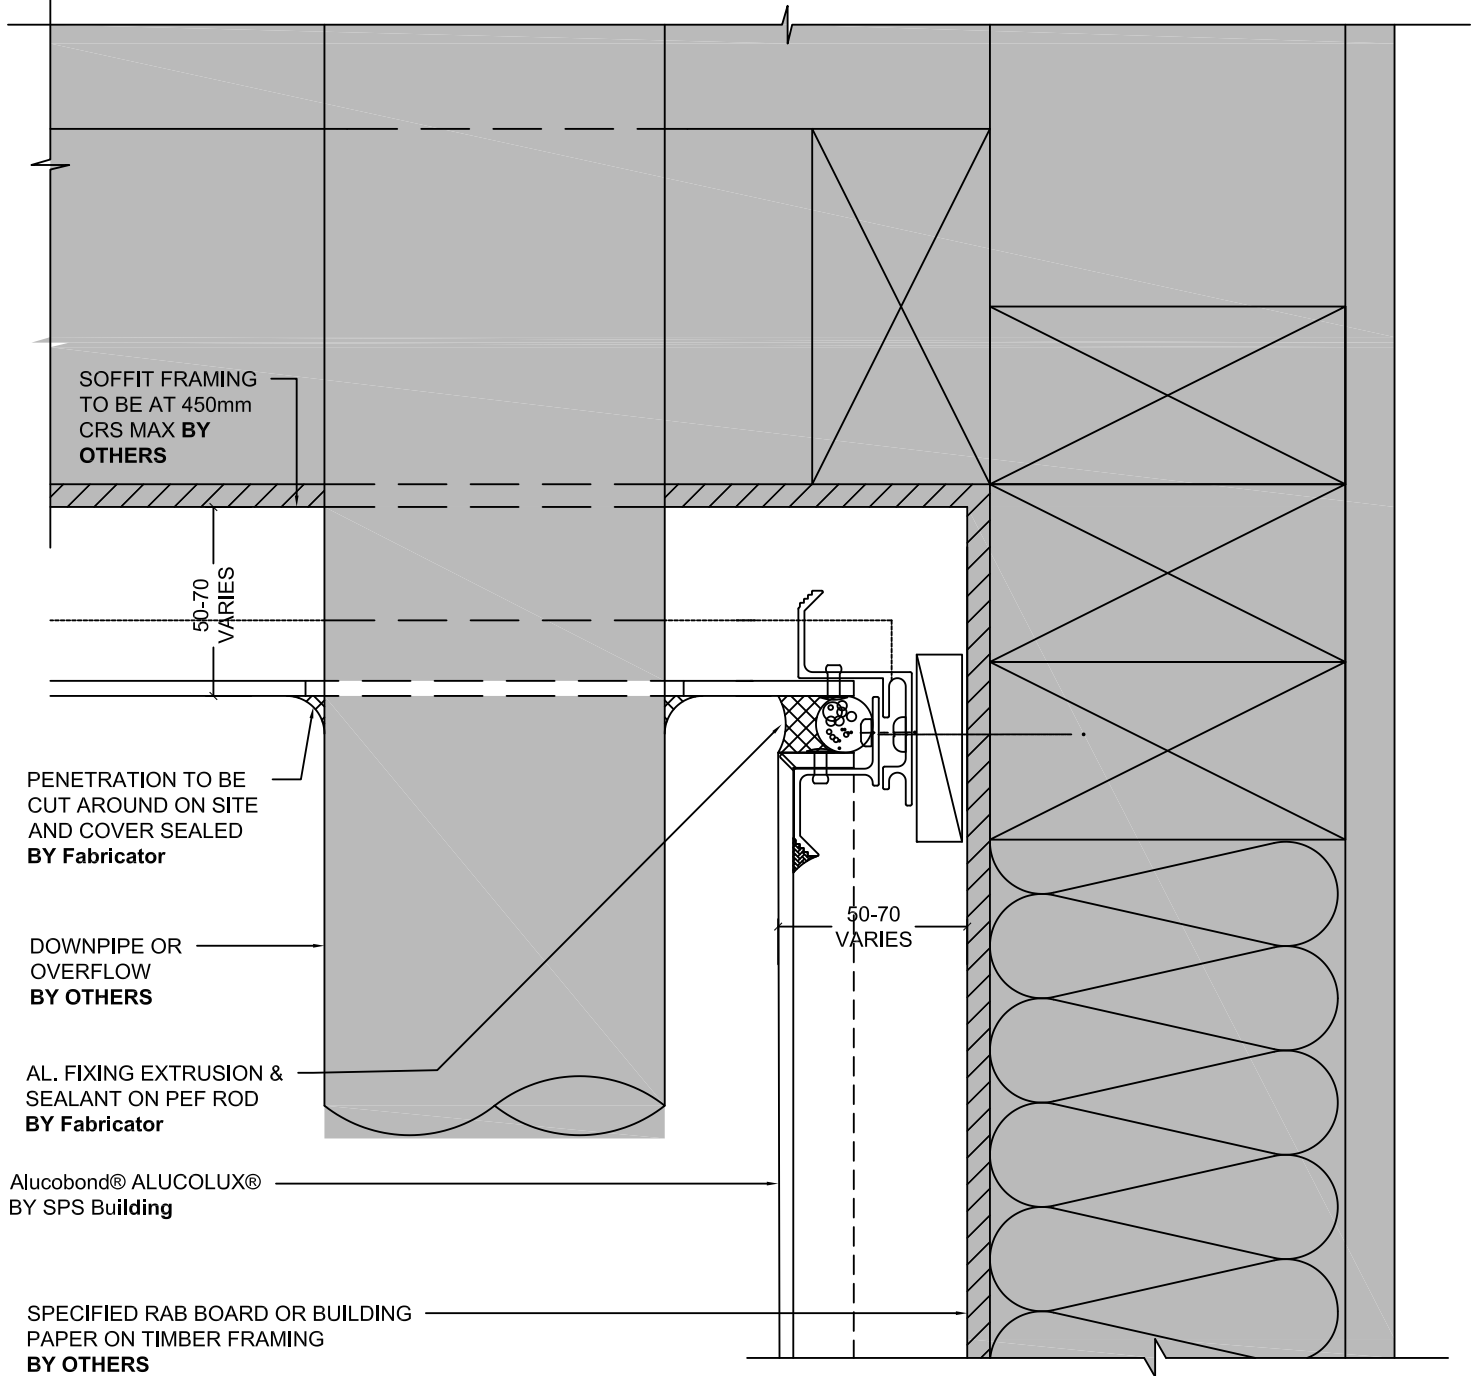 SOFFIT FRAMING
TO BE AT 450mm
CRS MAX BY
OTHERS
50-70
VARIES
PENETRATION TO BE
CUT AROUND ON SITE
AND COVER SEALED
BY Fabricator
50-70
VARIES
DOWNPIPE OR
OVERFLOW
BY OTHERS
AL. FIXING EXTRUSION &
SEALANT ON PEF ROD
BY Fabricator
Alucobond® ALUCOLUX®
BY SPS Building
SPECIFIED RAB BOARD OR BUILDING
PAPER ON TIMBER FRAMING
BY OTHERS